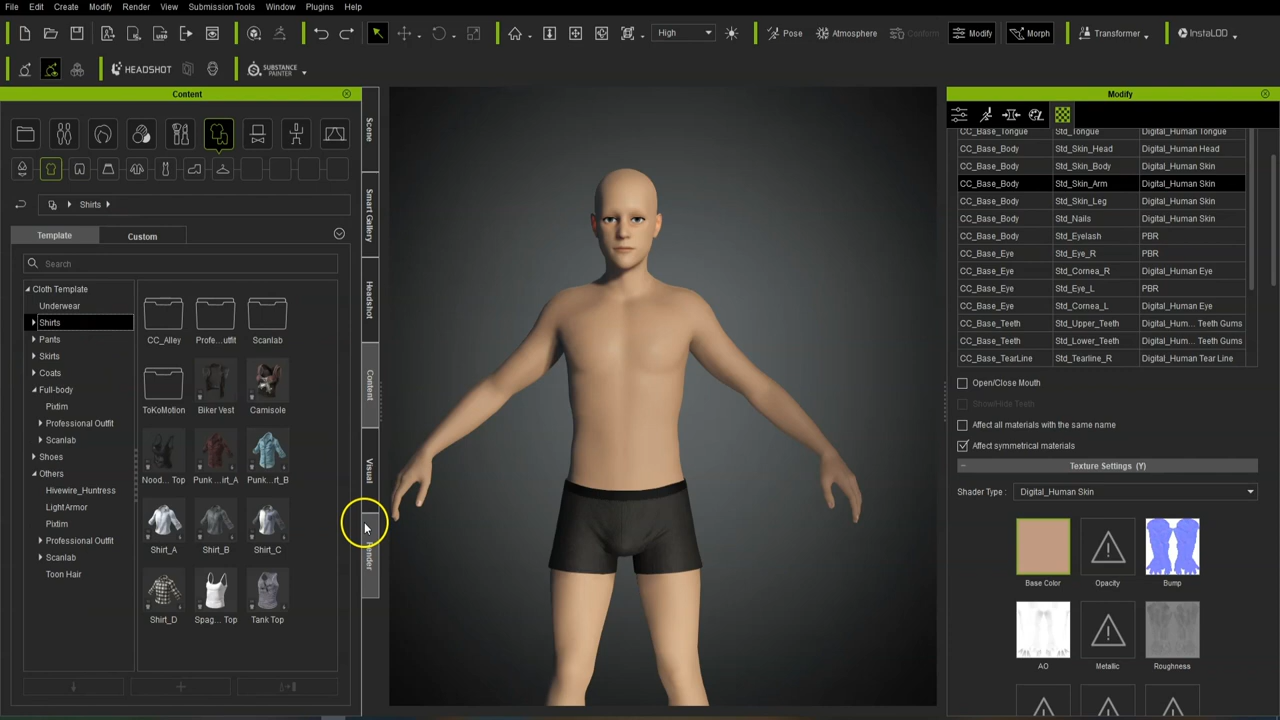 File Edit Create Modify Render View Submission Tools Window Plugins Help
High Pose Atmosphere Conform Modify Morph Transformer InstaLOD
HEADSHOT SUBSTANCE PAINTER
Content
Shirts
Template Custom
Search
Cloth Template
Underwear
Shirts
Pants
Skirts
Coats
Full-body
Pixtim
Professional Outfit
Scanlab
Shoes
Others
Hivewire_Huntress
LightArmor
Pixtim
Professional Outfit
Scanlab
Toon Hair
CC_Alley Profe...utfit Scanlab
ToKoMotion Biker Vest Camisole
Nood... Top Punk ...irt_A Punk...irt_B
Shirt_A Shirt_B Shirt_C
Shirt_D Spag... Top Tank Top
Scene
Smart Gallery
Headshot
Content
Visual
Render
Modify
CC_Base_Tongue Std_Tongue Digital_Human Tongue
CC_Base_Body Std_Skin_Head Digital_Human Head
CC_Base_Body Std_Skin_Body Digital_Human Skin
CC_Base_Body Std_Skin_Arm Digital_Human Skin
CC_Base_Body Std_Skin_Leg Digital_Human Skin
CC_Base_Body Std_Nails Digital_Human Skin
CC_Base_Body Std_Eyelash PBR
CC_Base_Eye Std_Eye_R PBR
CC_Base_Eye Std_Cornea_R Digital_Human Eye
CC_Base_Eye Std_Eye_L PBR
CC_Base_Eye Std_Cornea_L Digital_Human Eye
CC_Base_Teeth Std_Upper_Teeth Digital_Hum... Teeth Gums
CC_Base_Teeth Std_Lower_Teeth Digital_Hum... Teeth Gums
CC_Base_TearLine Std_Tearline_R Digital_Human Tear Line
Open/Close Mouth
Show/Hide Teeth
Affect all materials with the same name
Affect symmetrical materials
Texture Settings (Y)
Shader Type : Digital_Human Skin
Base Color Opacity Bump
AO Metallic Roughness